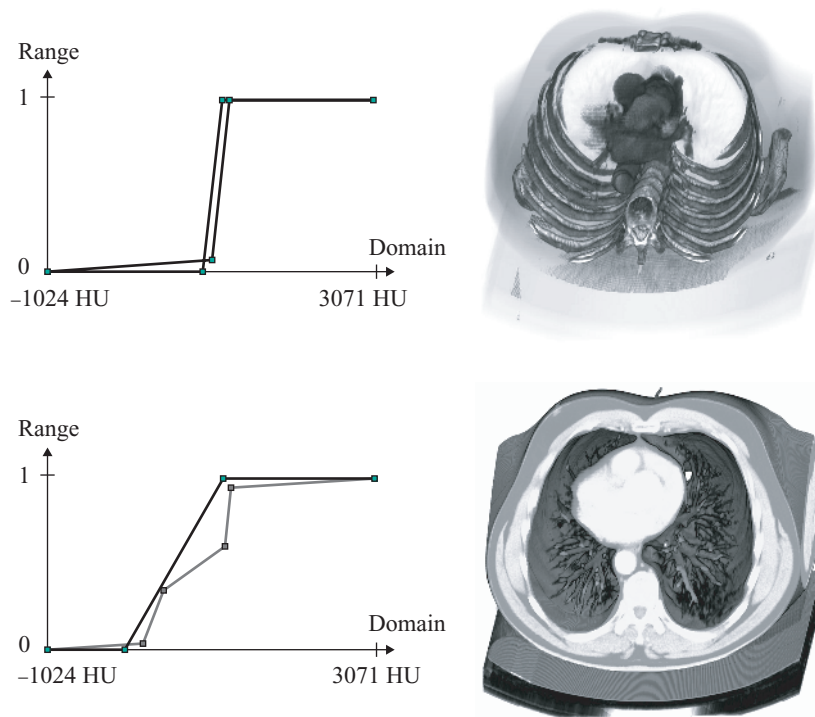 Range
1
Domain
0
–1024 HU
3071 HU
Range
1
Domain
0
–1024 HU
3071 HU